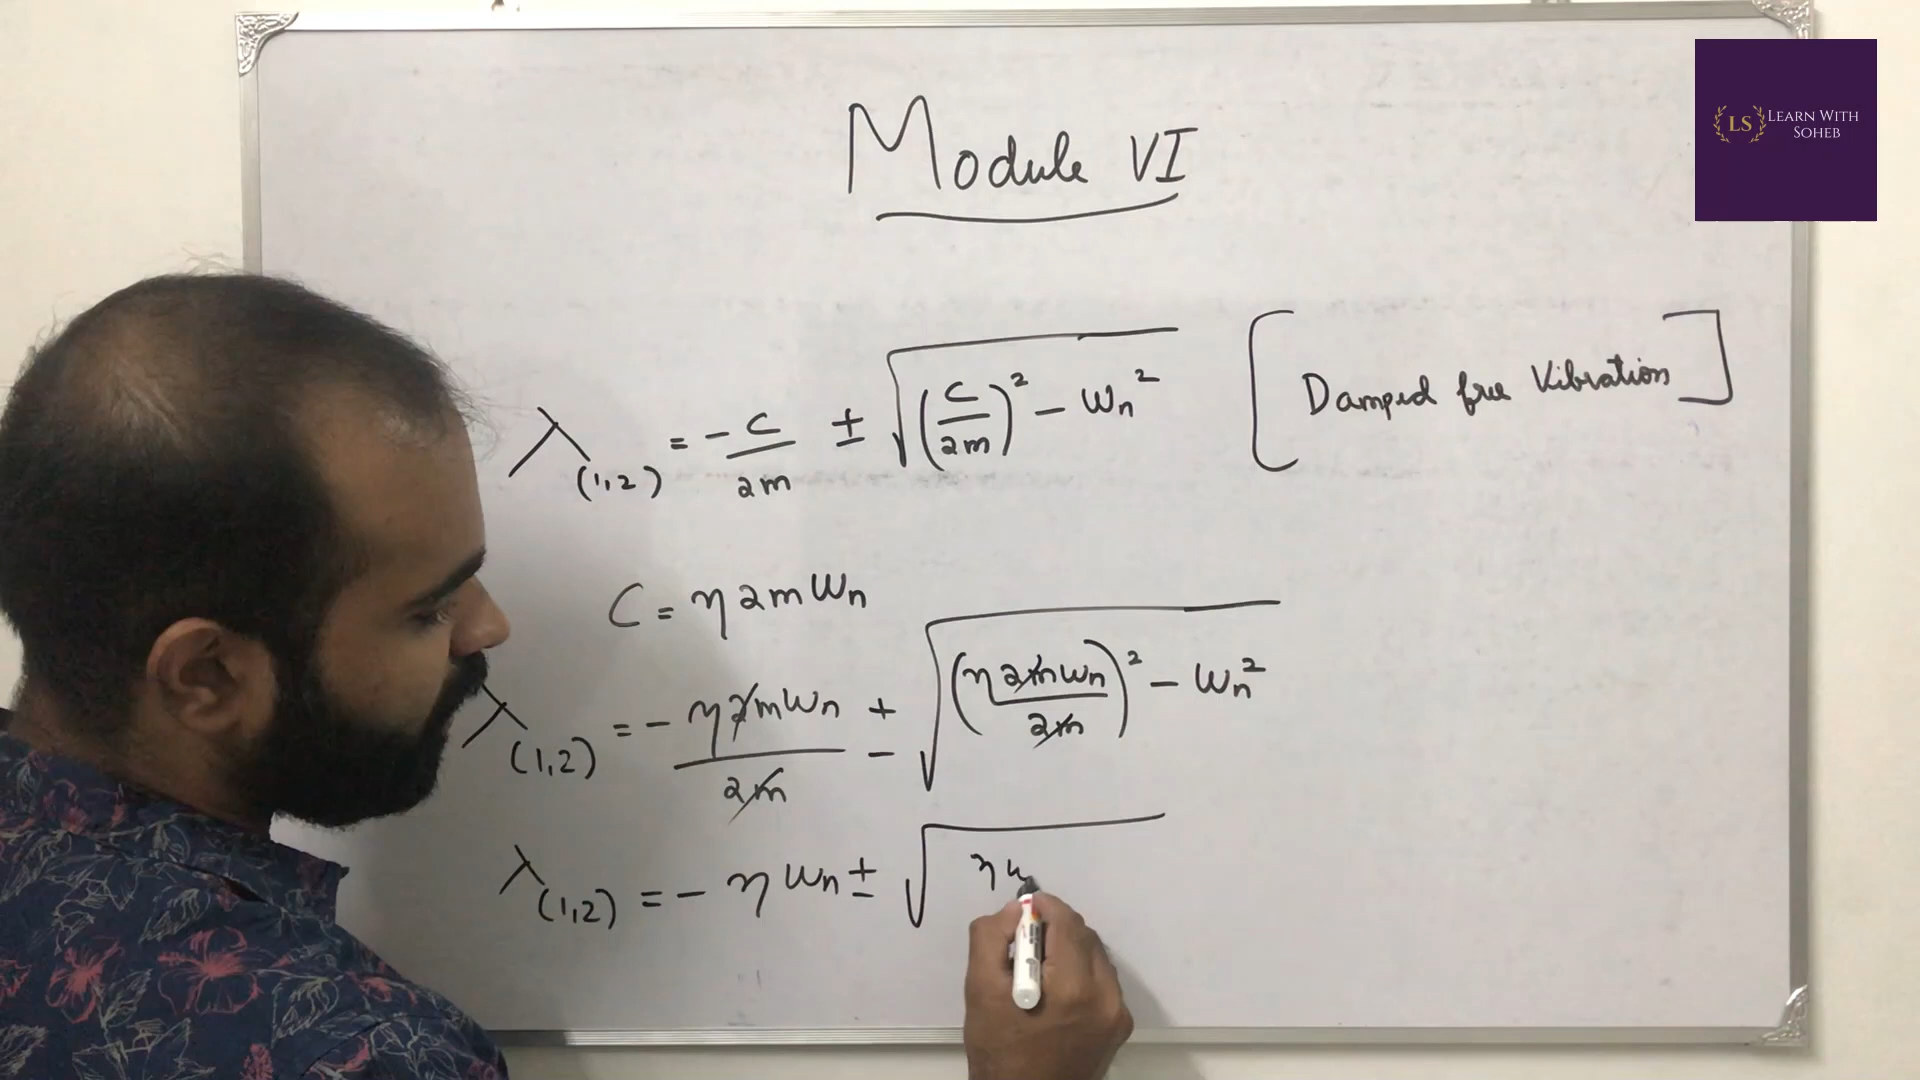 LS LEARN WITH SOHEB
Module VI
λ(1,2) = -c/2m ± √((c/2m)² - ωn²) [Damped free Vibration]
C = η2mωn
λ(1,2) = -η2mωn/2m ± √((η2mωn/2m)² - ωn²)
λ(1,2) = -ηωn ± √η